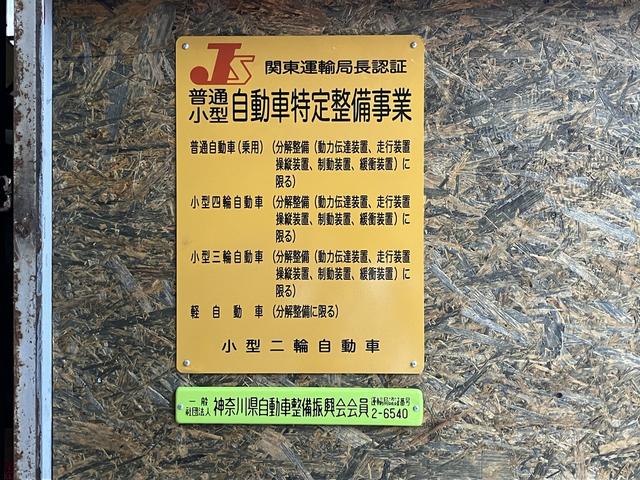 JS 関東運輸局長認証
普通
小型 自動車特定整備事業
普通自動車(乗用)(分解整備(動力伝達装置、走行装置
操縦装置、制動装置、緩衝装置)に
限る)
小型四輪自動車(分解整備(動力伝達装置、走行装置
操縦装置、制動装置、緩衝装置)に
限る)
小型三輪自動車(分解整備(動力伝達装置、走行装置
操縦装置、制動装置、緩衝装置)に
限る)
軽自動車(分解整備に限る)
小型二輪自動車
一般
社団法人 神奈川県自動車整備振興会会員
2-6540